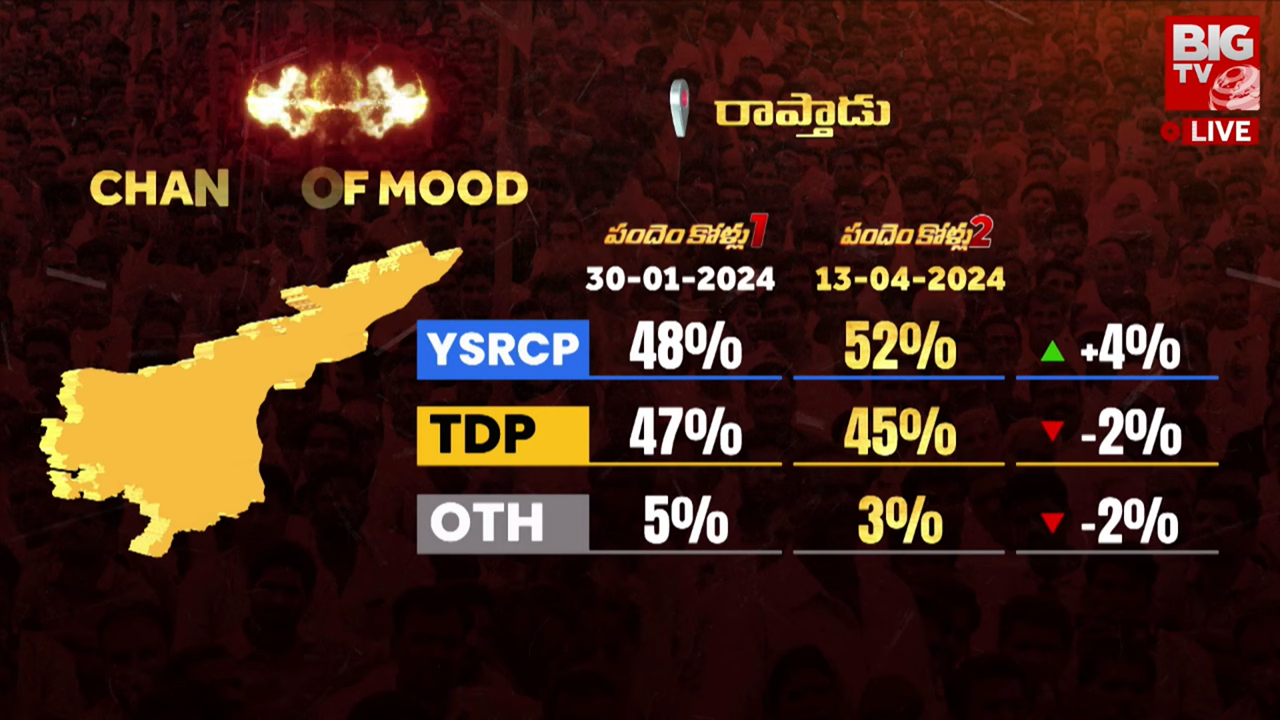 BIG
TV
LIVE
రాప్తాడు
CHAN OF MOOD
పందెం కోళ్లు 1 పందెం కోళ్లు 2
30-01-2024 13-04-2024
YSRCP 48% 52% +4%
TDP 47% 45% -2%
OTH 5% 3% -2%